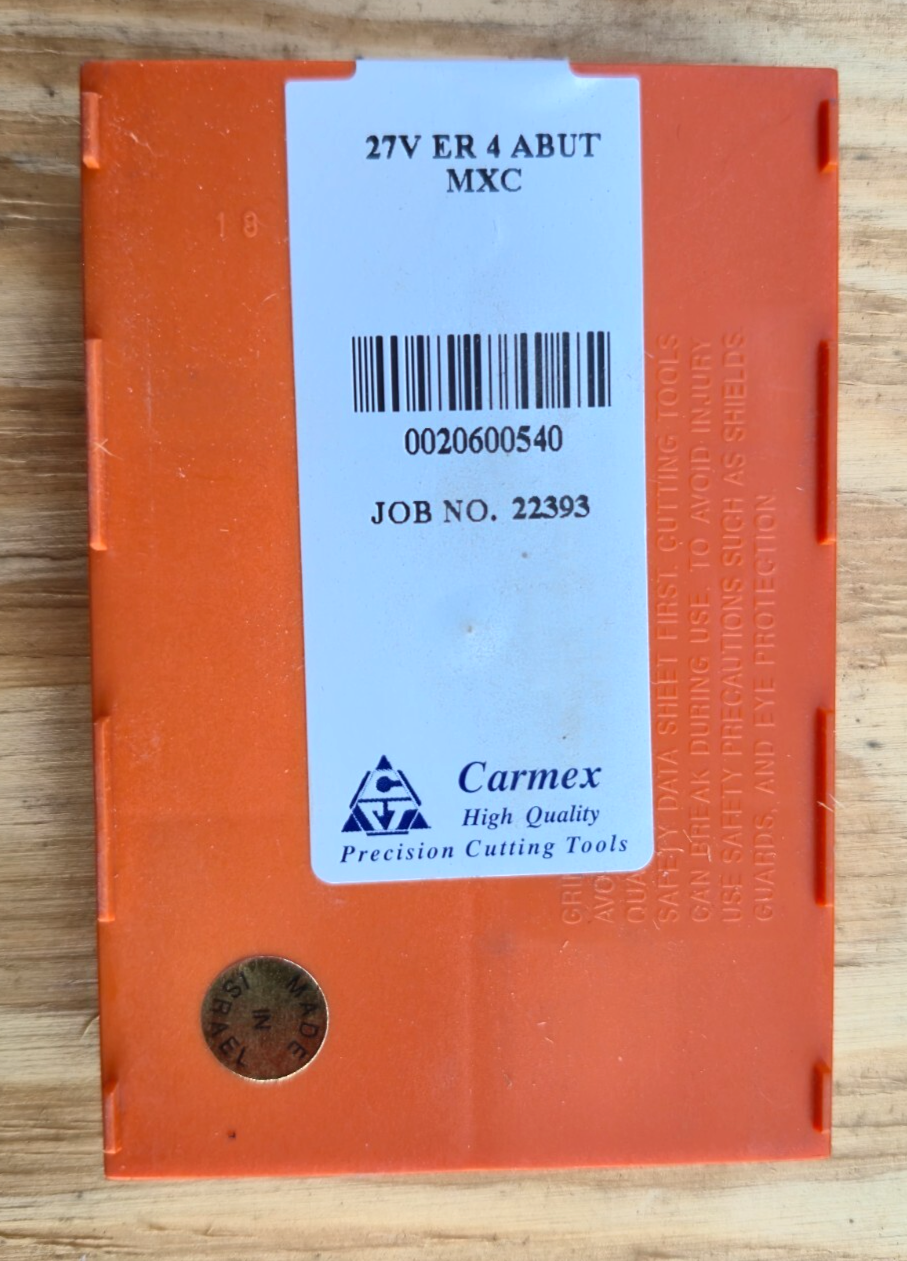 27V ER 4 ABUT
MXC
18
0020600540
JOB NO. 22393
Carmex
High Quality
Precision Cutting Tools
SAFETY DATA SHEET FIRST. CUTTING TOOLS
CAN BREAK DURING USE. TO AVOID INJURY
USE SAFETY PRECAUTIONS SUCH AS SHIELDS
GUARDS, AND EYE PROTECTION
MADE
IN
ISRAEL